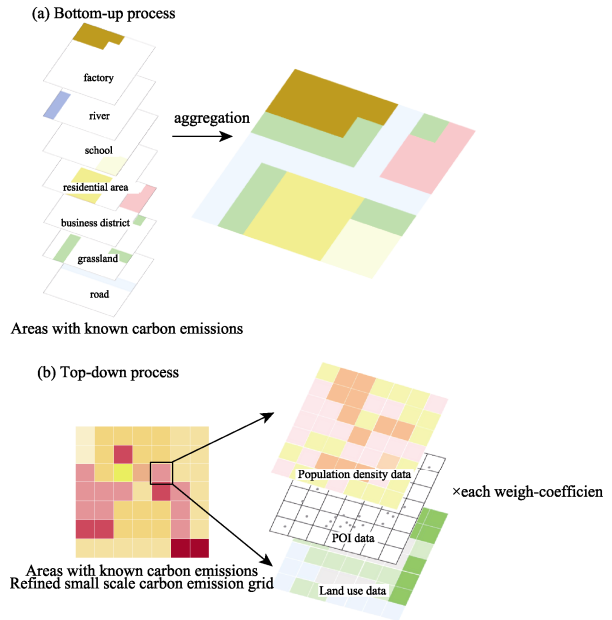 (a) Bottom-up process
factory
river
school
residential area
business district
grassland
road
aggregation
Areas with known carbon emissions
(b) Top-down process
Population density data
POI data
Land use data
×each weigh-coefficien
Areas with known carbon emissions
Refined small scale carbon emission grid